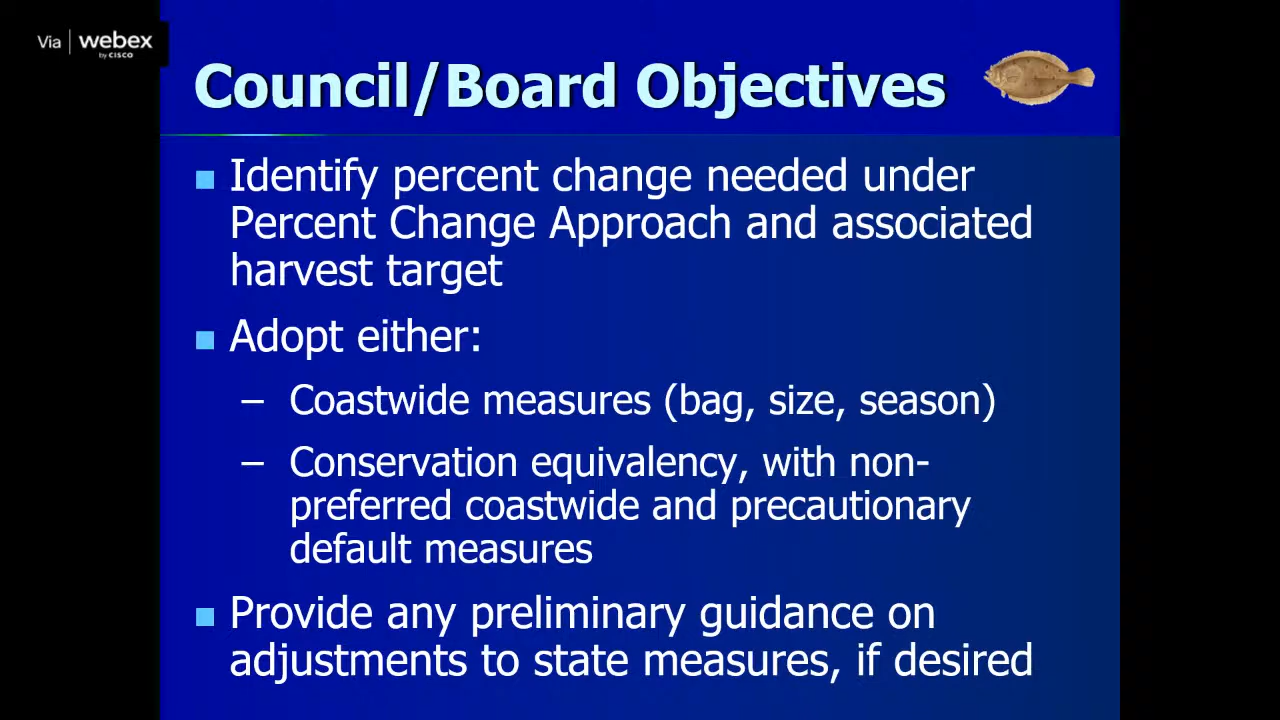 Via | webex
by CISCO
Council/Board Objectives
Identify percent change needed under
Percent Change Approach and associated
harvest target
Adopt either:
– Coastwide measures (bag, size, season)
– Conservation equivalency, with non-
preferred coastwide and precautionary
default measures
Provide any preliminary guidance on
adjustments to state measures, if desired